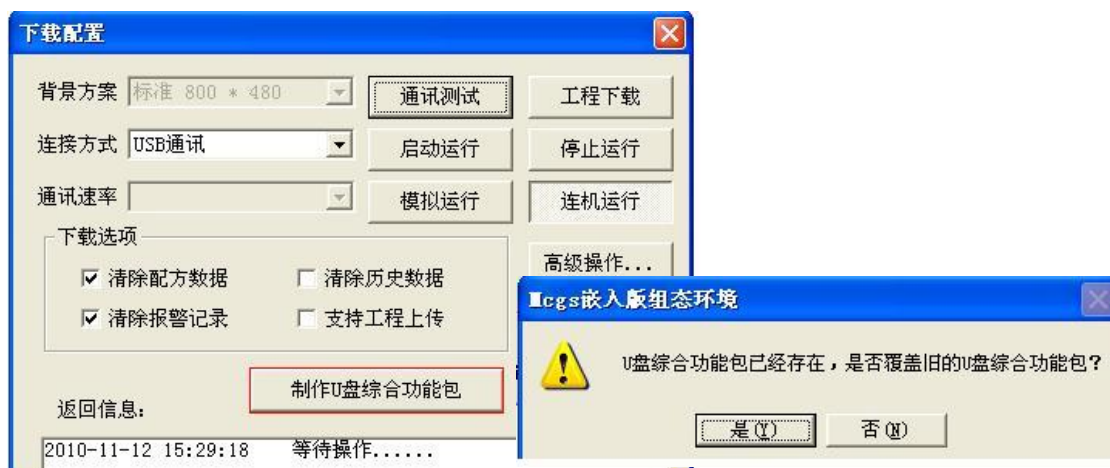 下载配置
背景方案 标准 800 * 480 通讯测试 工程下载
连接方式 USB通讯 启动运行 停止运行
通讯速率 模拟运行 连机运行
下载选项
高级操作...
清除配方数据 清除历史数据
清除报警记录 支持工程上传
制作U盘综合功能包
返回信息:
2010-11-12 15:29:18 等待操作......
Mcgs嵌入版组态环境
U盘综合功能包已经存在，是否覆盖旧的U盘综合功能包?
是(Y) 否(N)